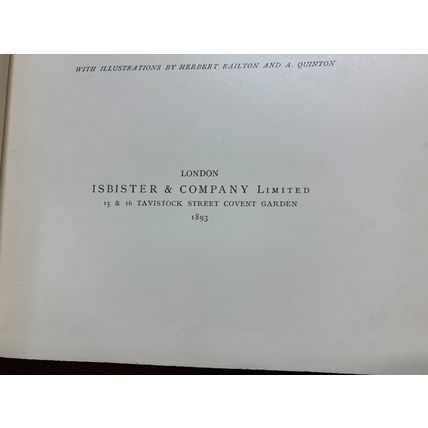 WITH ILLUSTRATIONS BY HERBERT RAILTON AND A. QUINTON
LONDON
ISBISTER & COMPANY LIMITED
15 & 16 TAVISTOCK STREET COVENT GARDEN
1893